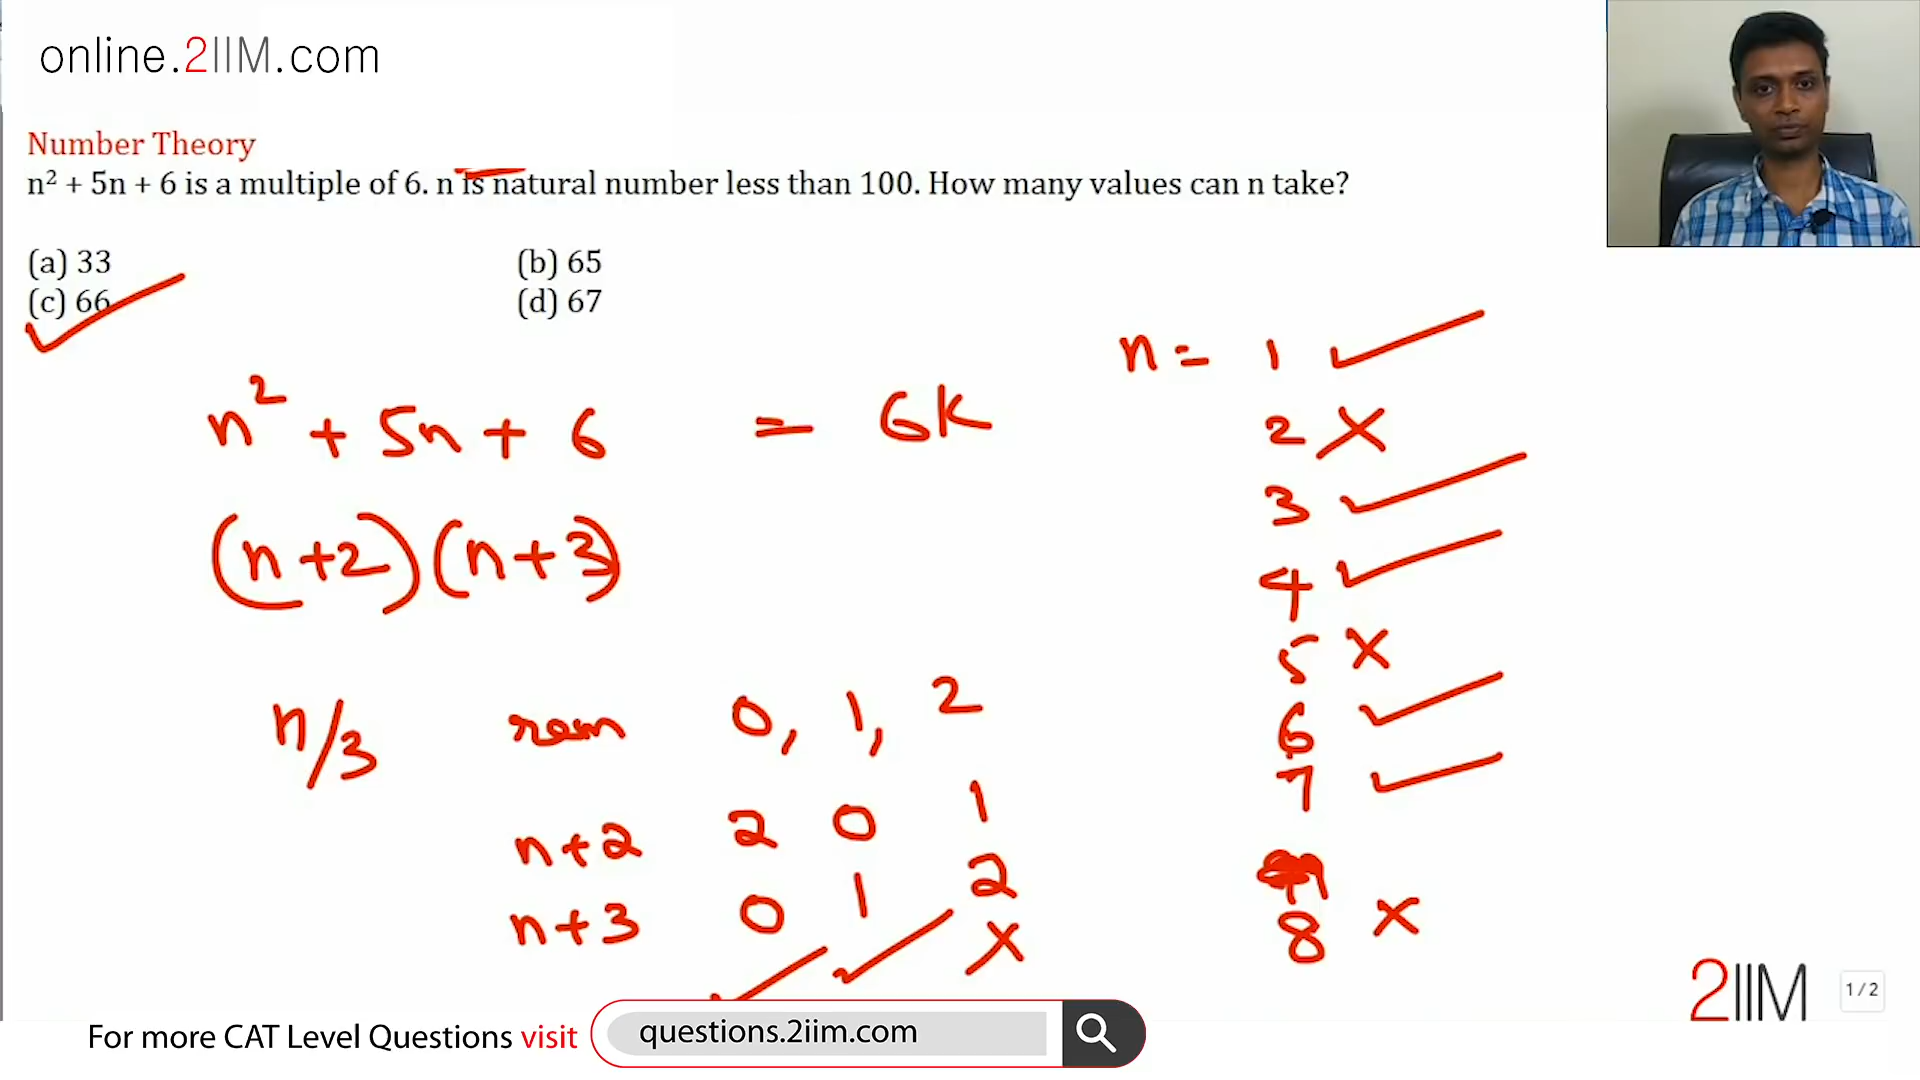 online.2IIM.com
Number Theory
n² + 5n + 6 is a multiple of 6. n is natural number less than 100. How many values can n take?
(a) 33 (b) 65
(c) 66 (d) 67
n² + 5n + 6 = 6K
(n+2)(n+3)
n/3 rem 0, 1, 2
n+2 2 0 1
n+3 0 1 2
n = 1
2
3
4
5
6
7
8
2IIM
1 / 2
For more CAT Level Questions visit questions.2iim.com